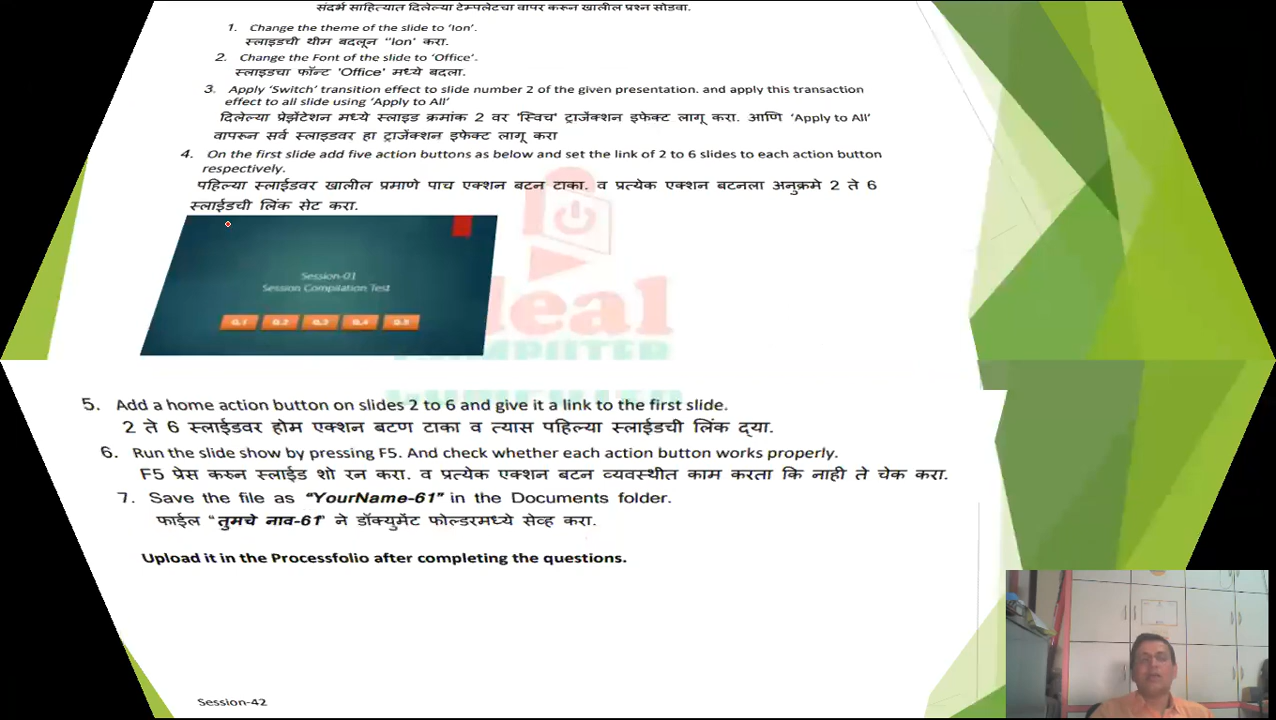 संदर्भ साहित्यात दिलेल्या टेम्पलेटचा वापर करून खालील प्रश्न सोडवा.
1. Change the theme of the slide to 'Ion'.
स्लाइडची थीम बदलून "Ion' करा.
2. Change the Font of the slide to 'Office'.
स्लाइडचा फॉन्ट 'Office' मध्ये बदला.
3. Apply 'Switch' transition effect to slide number 2 of the given presentation. and apply this transaction
effect to all slide using 'Apply to All'
दिलेल्या प्रेझेंटेशन मध्ये स्लाइड क्रमांक 2 वर 'स्विच' ट्राजेंक्शन इफेक्ट लागू करा. आणि 'Apply to All'
वापरून सर्व स्लाइडवर हा ट्राजेंक्शन इफेक्ट लागू करा
4. On the first slide add five action buttons as below and set the link of 2 to 6 slides to each action button
respectively.
पहिल्या स्लाईडवर खालील प्रमाणे पाच एक्शन बटन टाका. व प्रत्येक एक्शन बटनला अनुक्रमे 2 ते 6
स्लाईडची लिंक सेट करा.
Session-01
Session Compilation Test
Q.1 Q.2 Q.3 Q.4 Q.5
deal
COMPUTER
5. Add a home action button on slides 2 to 6 and give it a link to the first slide.
2 ते 6 स्लाईडवर होम एक्शन बटण टाका व त्यास पहिल्या स्लाईडची लिंक द्या.
6. Run the slide show by pressing F5. And check whether each action button works properly.
F5 प्रेस करुन स्लाईड शो रन करा. व प्रत्येक एक्शन बटन व्यवस्थीत काम करता कि नाही ते चेक करा.
7. Save the file as "YourName-61" in the Documents folder.
फाईल "तुमचे नाव-61' ने डॉक्युमेंट फोल्डरमध्ये सेव्ह करा.
Upload it in the Processfolio after completing the questions.
Session-42